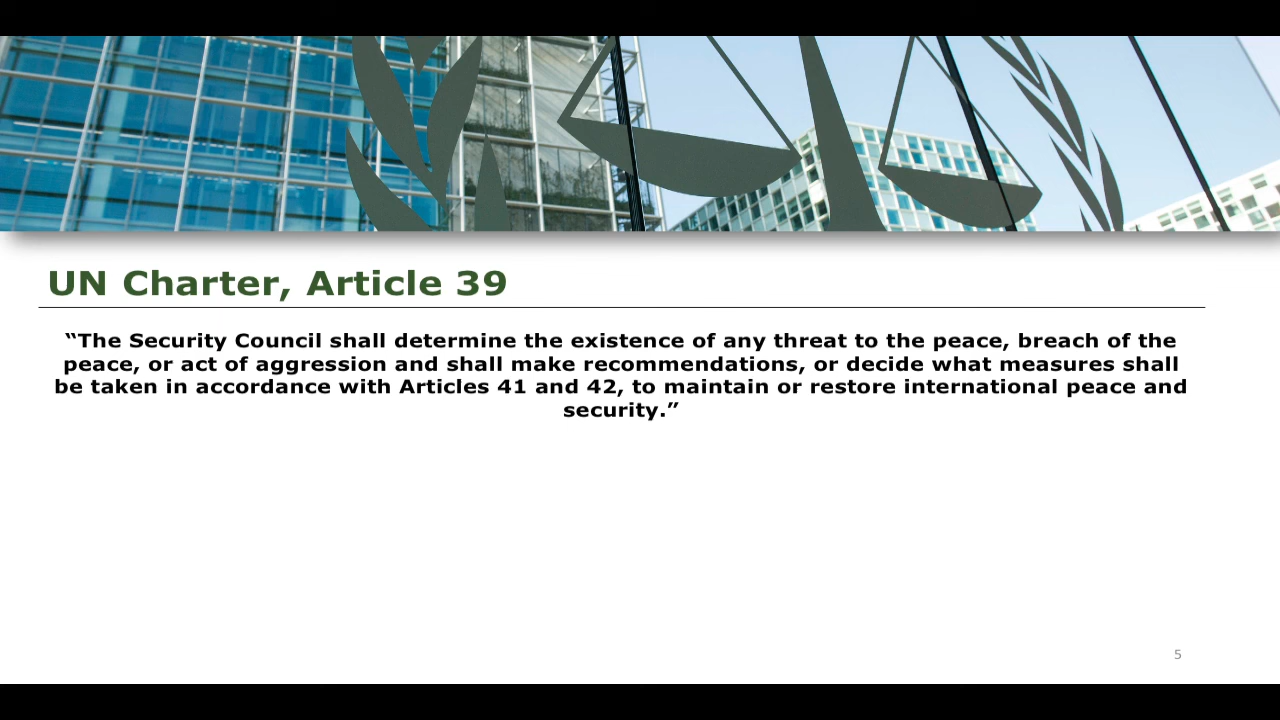 UN Charter, Article 39
“The Security Council shall determine the existence of any threat to the peace, breach of the
peace, or act of aggression and shall make recommendations, or decide what measures shall
be taken in accordance with Articles 41 and 42, to maintain or restore international peace and
security.”
5